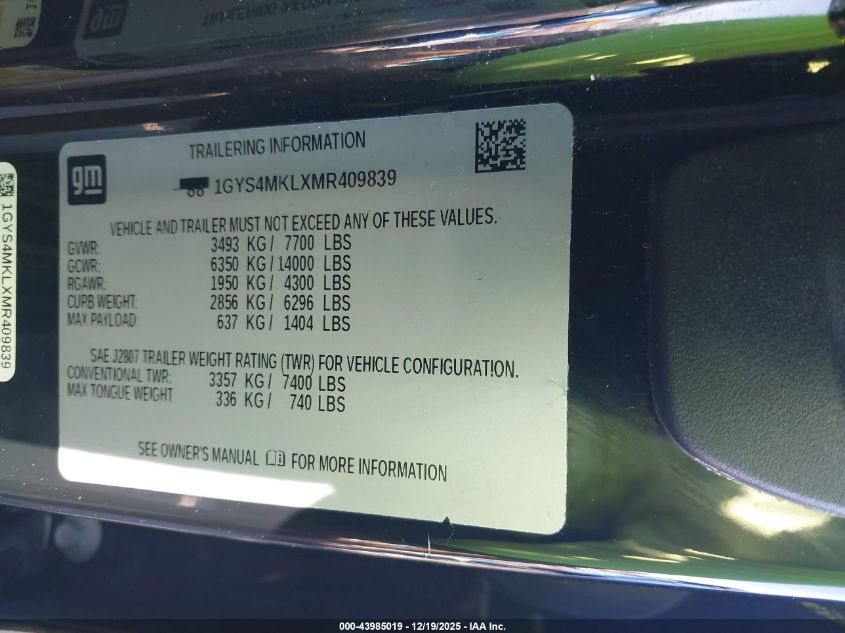 TRAILERING INFORMATION
gm
1GYS4MKLXMR409839
VEHICLE AND TRAILER MUST NOT EXCEED ANY OF THESE VALUES.
GVWR: 3493 KG / 7700 LBS
GCWR: 6350 KG / 14000 LBS
RGAWR: 1950 KG / 4300 LBS
CURB WEIGHT: 2856 KG / 6296 LBS
MAX PAYLOAD: 637 KG / 1404 LBS
SAE J2807 TRAILER WEIGHT RATING (TWR) FOR VEHICLE CONFIGURATION.
CONVENTIONAL TWR: 3357 KG / 7400 LBS
MAX TONGUE WEIGHT 336 KG / 740 LBS
SEE OWNER'S MANUAL FOR MORE INFORMATION
1GYS4MKLXMR409839
000-43985019 - 12/19/2025 - IAA Inc.